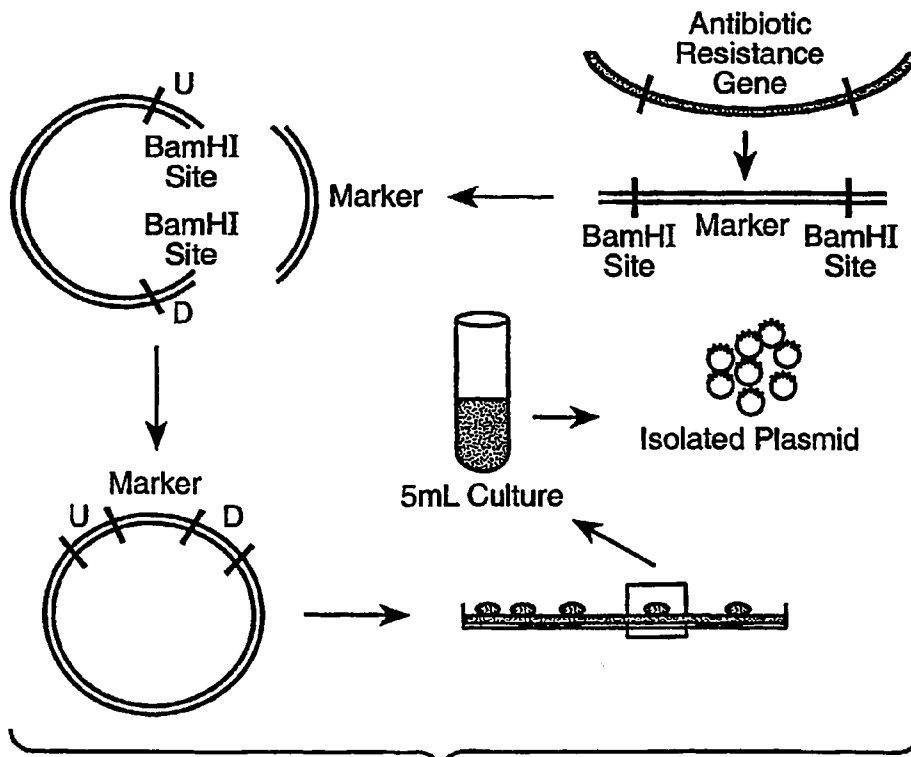 Antibiotic
Resistance
Gene
U
BamHI
Site
BamHI
Site
D
Marker
Marker
BamHI
Site
BamHI
Site
Marker
U
D
5mL Culture
Isolated Plasmid